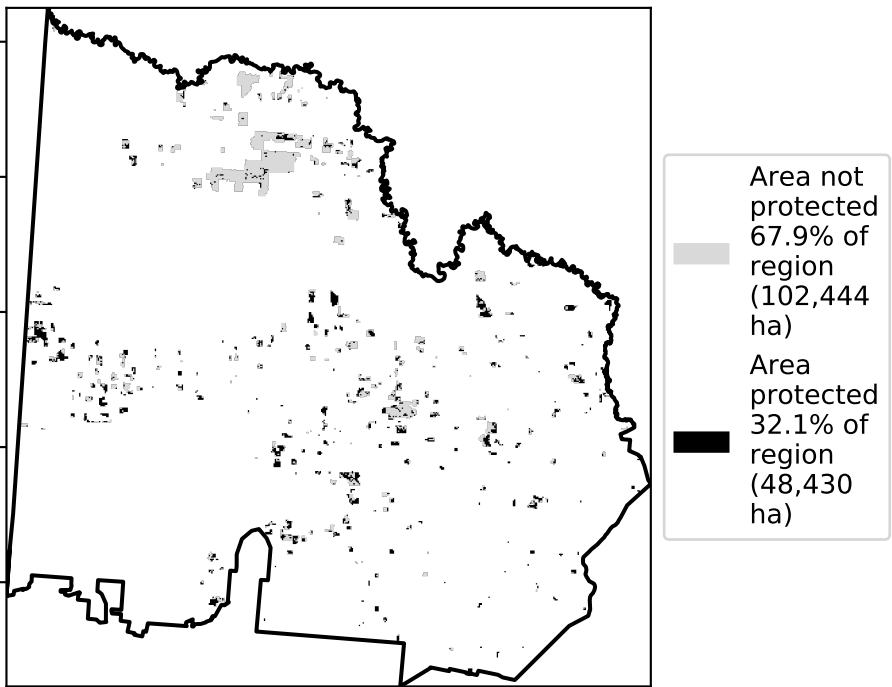 Area not
protected
67.9% of
region
(102,444
ha)
Area
protected
32.1% of
region
(48,430
ha)